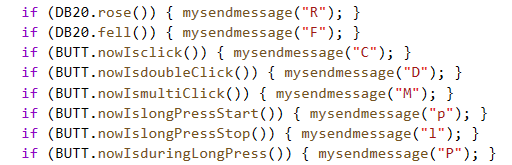 if (DB20.rose()) { mysendmessage("R"); }
if (DB20.fell()) { mysendmessage("F"); }
if (BUTT.nowIsclick()) { mysendmessage("C"); }
if (BUTT.nowIsdoubleClick()) { mysendmessage("D"); }
if (BUTT.nowIsmultiClick()) { mysendmessage("M"); }
if (BUTT.nowIslongPressStart()) { mysendmessage("p"); }
if (BUTT.nowIslongPressStop()) { mysendmessage("l"); }
if (BUTT.nowIsduringLongPress()) { mysendmessage("P"); }